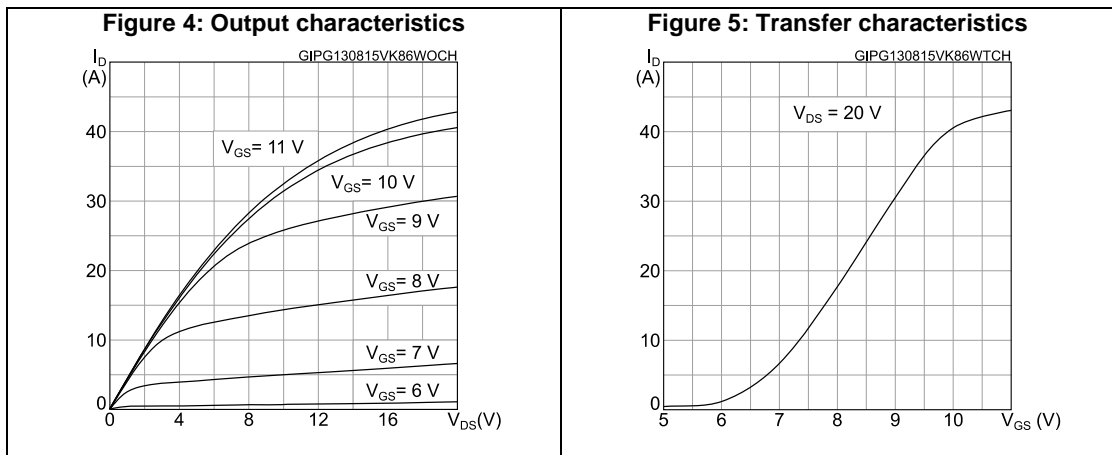 Figure 4: Output characteristics
GIPG130815VK86WOCH
I_D
(A)
40
30
20
10
0
V_GS= 11 V
V_GS= 10 V
V_GS= 9 V
V_GS= 8 V
V_GS= 7 V
V_GS= 6 V
0 4 8 12 16 V_DS(V)
Figure 5: Transfer characteristics
GIPG130815VK86WTCH
I_D
(A)
40
30
20
10
0
V_DS = 20 V
5 6 7 8 9 10 V_GS (V)